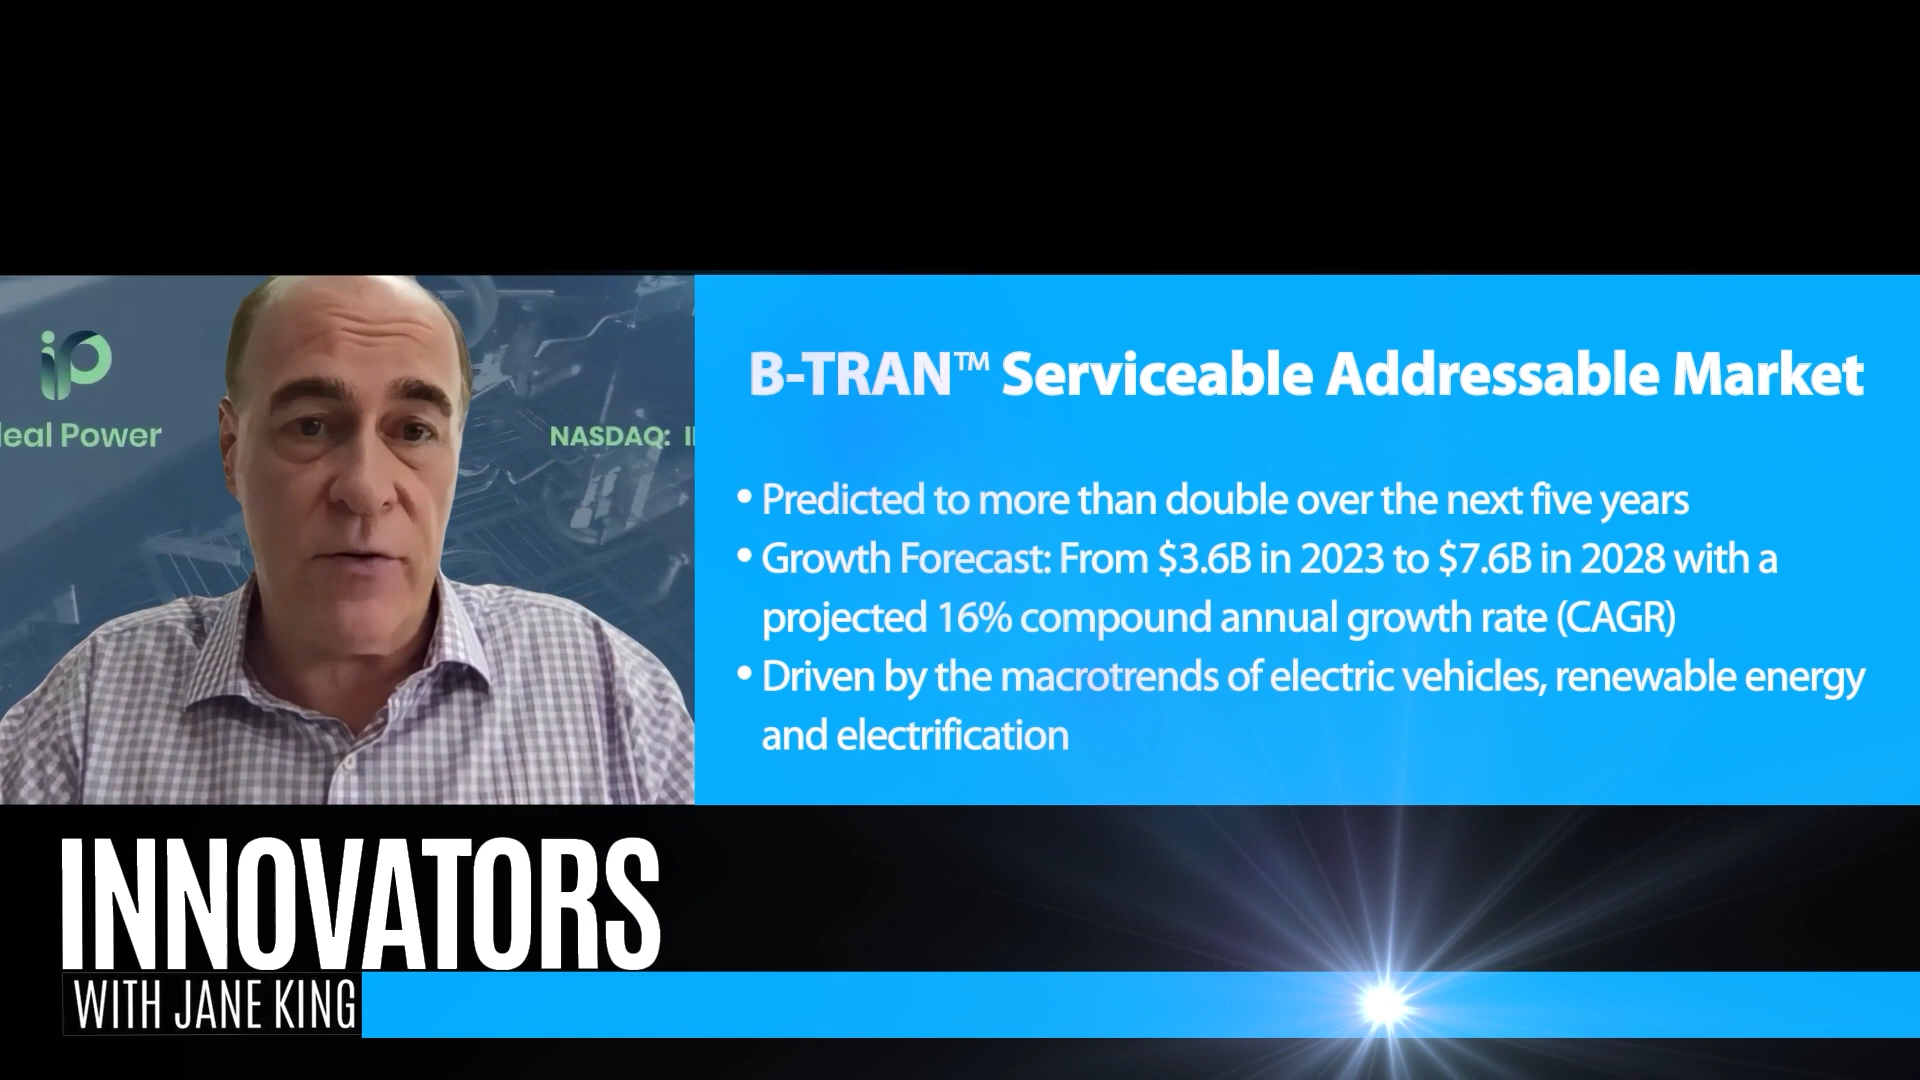 ip
Power
NASDAQ:
B-TRAN™ Serviceable Addressable Market
• Predicted to more than double over the next five years
• Growth Forecast: From $3.6B in 2023 to $7.6B in 2028 with a
projected 16% compound annual growth rate (CAGR)
• Driven by the macrotrends of electric vehicles, renewable energy
and electrification
INNOVATORS
WITH JANE KING